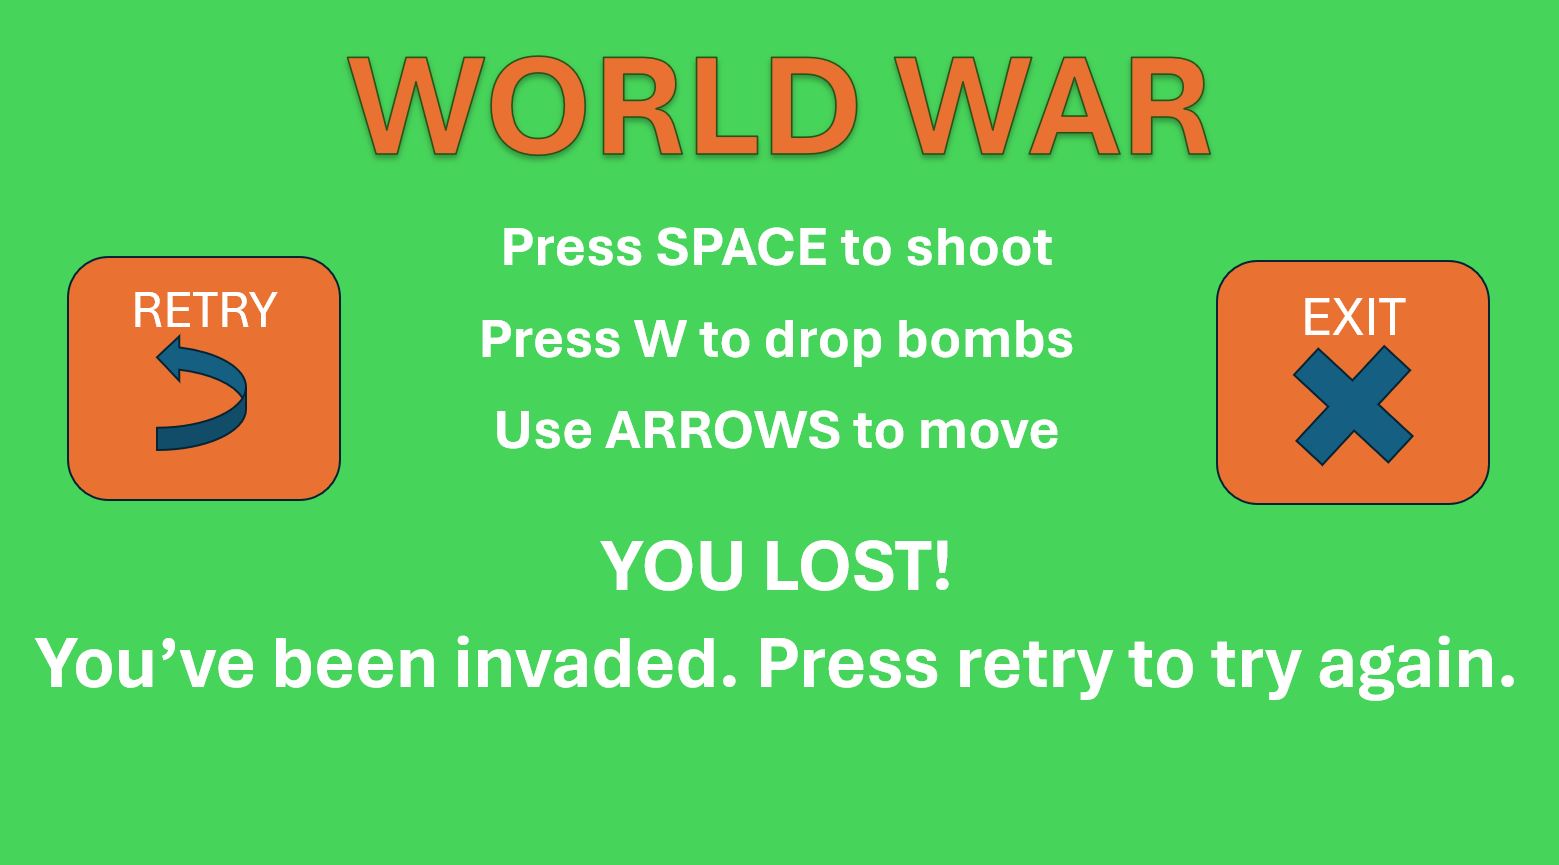 WORLD WAR
Press SPACE to shoot
RETRY
EXIT
Press W to drop bombs
Use ARROWS to move
YOU LOST!
You’ve been invaded. Press retry to try again.